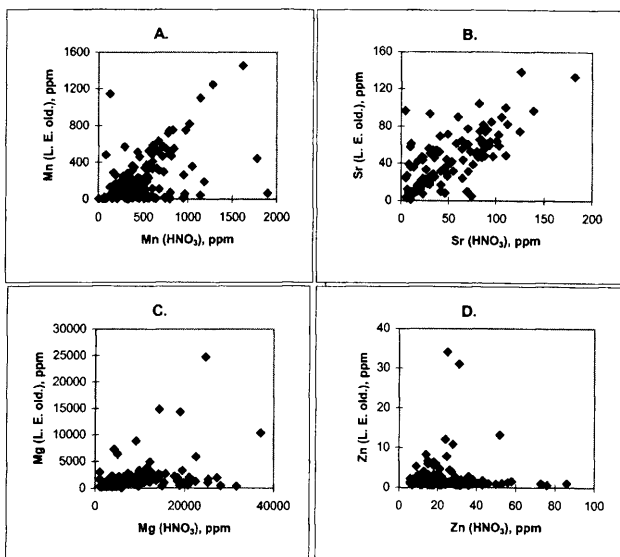 A.
Mn (L. E. old.), ppm
1600
1200
800
400
0
0 500 1000 1500 2000
Mn (HNO₃), ppm
B.
Sr (L. E. old.), ppm
160
120
80
40
0
0 50 100 150 200
Sr (HNO₃), ppm
C.
Mg (L. E. old.), ppm
30000
25000
20000
15000
10000
5000
0
0 20000 40000
Mg (HNO₃), ppm
D.
Zn (L. E. old.), ppm
40
30
20
10
0
0 20 40 60 80 100
Zn (HNO₃), ppm